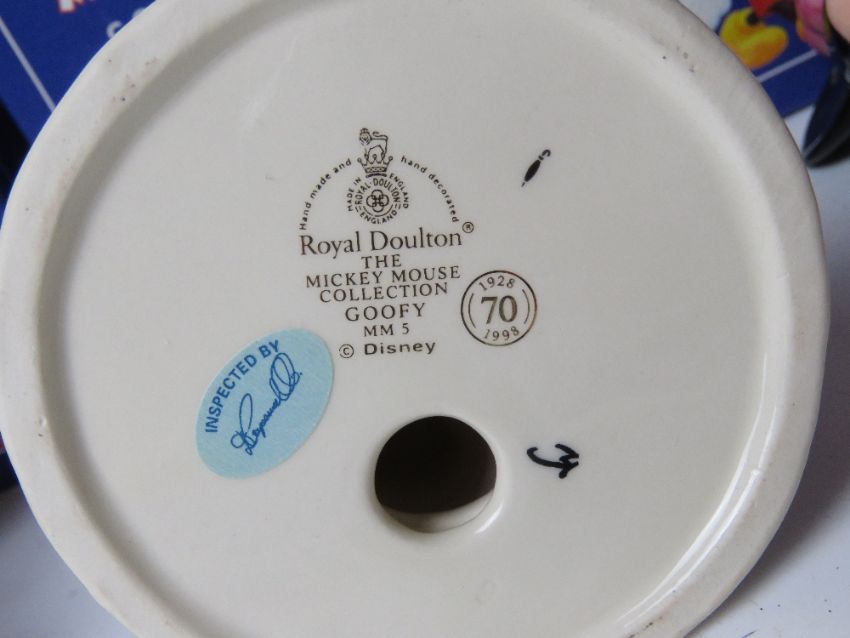 Hand made and hand decorated
MADE IN ENGLAND
ROYAL DOULTON
ENGLAND
Royal Doulton®
THE
MICKEY MOUSE
COLLECTION
GOOFY
MM 5
© Disney
1928
70
1998
INSPECTED BY